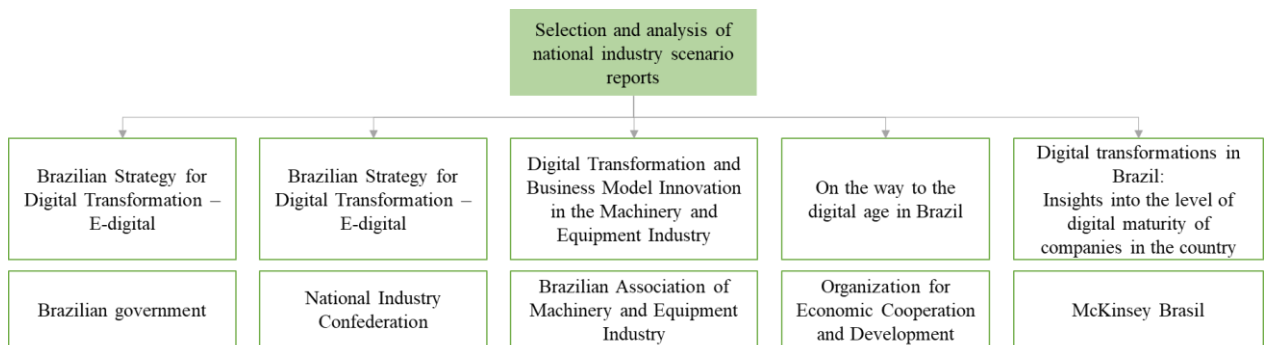 Selection and analysis of
national industry scenario
reports
Brazilian Strategy for
Digital Transformation –
E-digital
Brazilian Strategy for
Digital Transformation –
E-digital
Digital Transformation and
Business Model Innovation
in the Machinery and
Equipment Industry
On the way to the
digital age in Brazil
Digital transformations in
Brazil:
Insights into the level of
digital maturity of
companies in the country
Brazilian government
National Industry
Confederation
Brazilian Association of
Machinery and Equipment
Industry
Organization for
Economic Cooperation
and Development
McKinsey Brasil